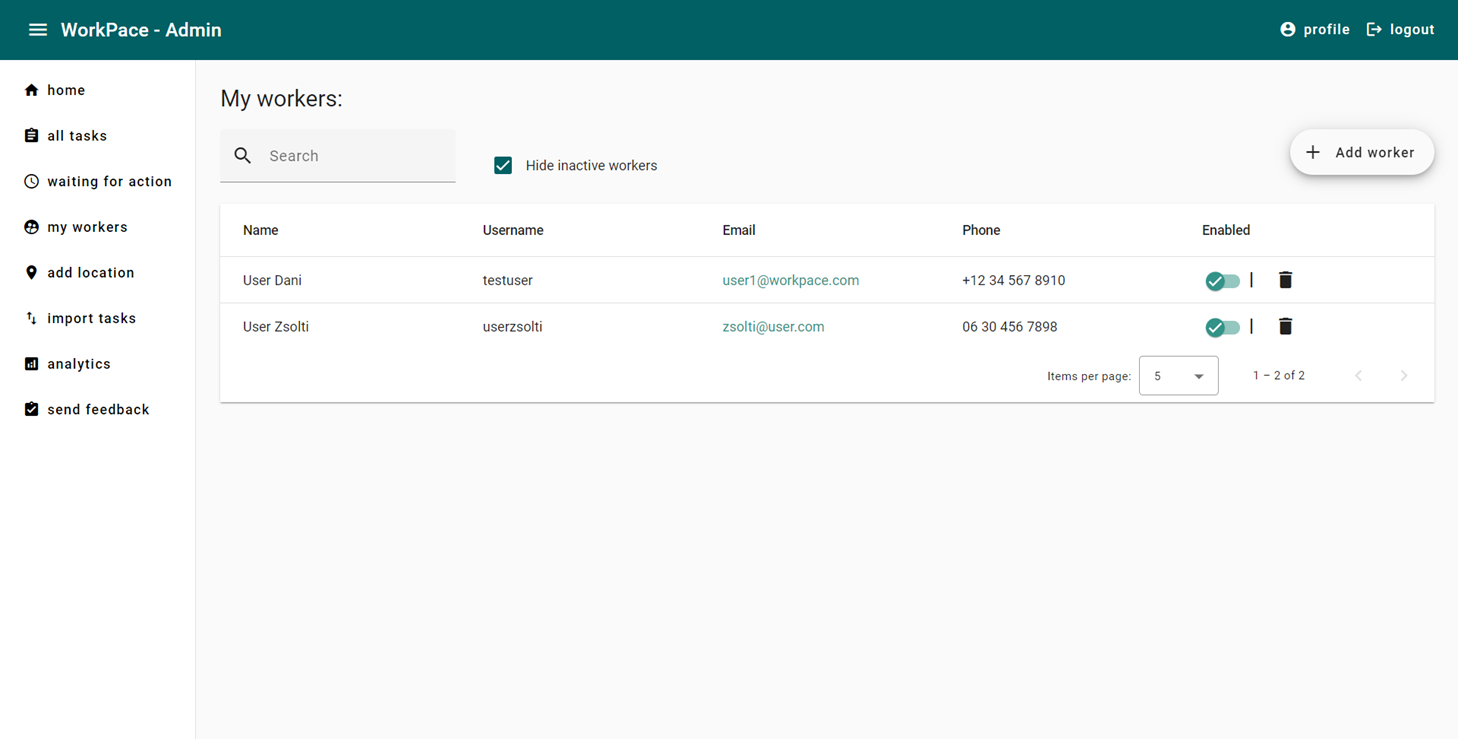 WorkPace - Admin
profile
logout
home
all tasks
waiting for action
my workers
add location
import tasks
analytics
send feedback
My workers:
Search
Hide inactive workers
Add worker
Name Username Email Phone Enabled
User Dani testuser user1@workpace.com +12 34 567 8910 |
User Zsolti userzsolti zsolti@user.com 06 30 456 7898 |
Items per page: 5 1 – 2 of 2